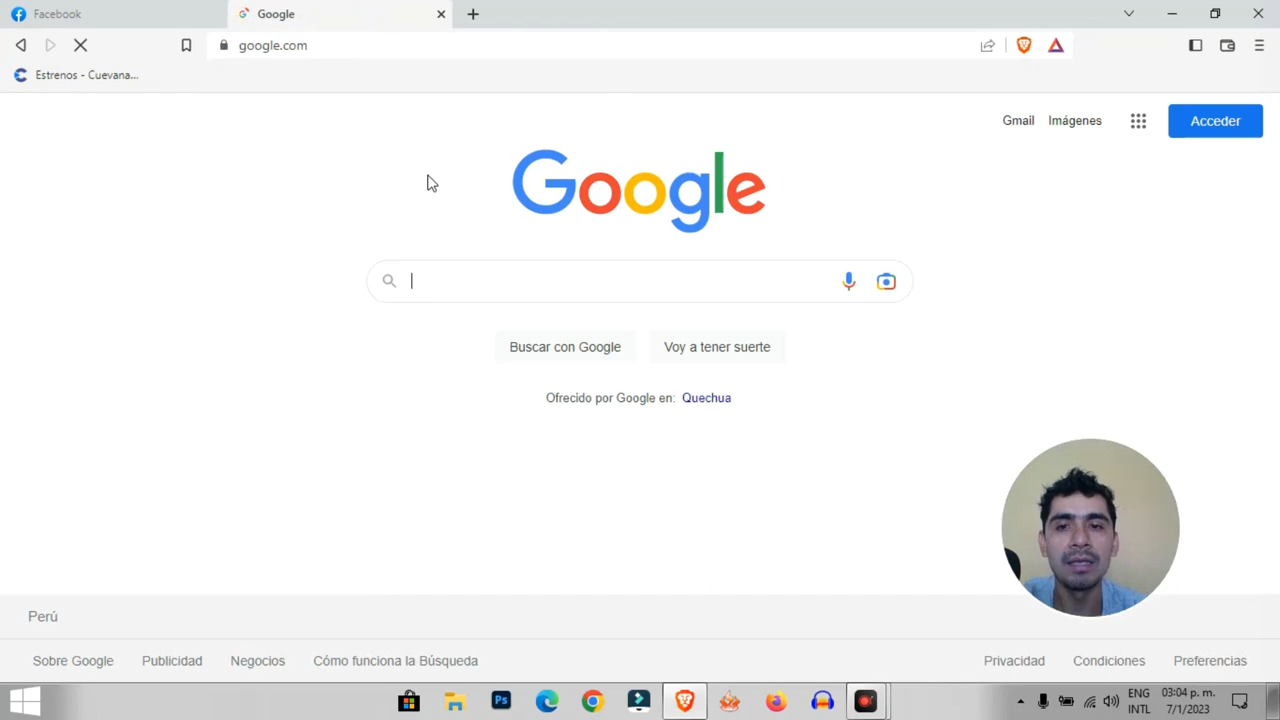 Facebook
Google
google.com
Estrenos - Cuevana...
Gmail
Imágenes
Acceder
Google
Buscar con Google
Voy a tener suerte
Ofrecido por Google en: Quechua
Perú
Sobre Google
Publicidad
Negocios
Cómo funciona la Búsqueda
Privacidad
Condiciones
Preferencias
Ps
ENG
INTL
03:04 p. m.
7/1/2023